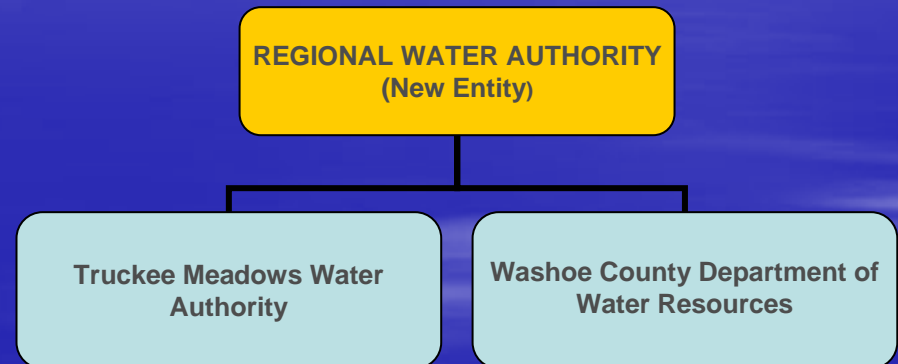 REGIONAL WATER AUTHORITY
(New Entity)
Truckee Meadows Water
Authority
Washoe County Department of
Water Resources